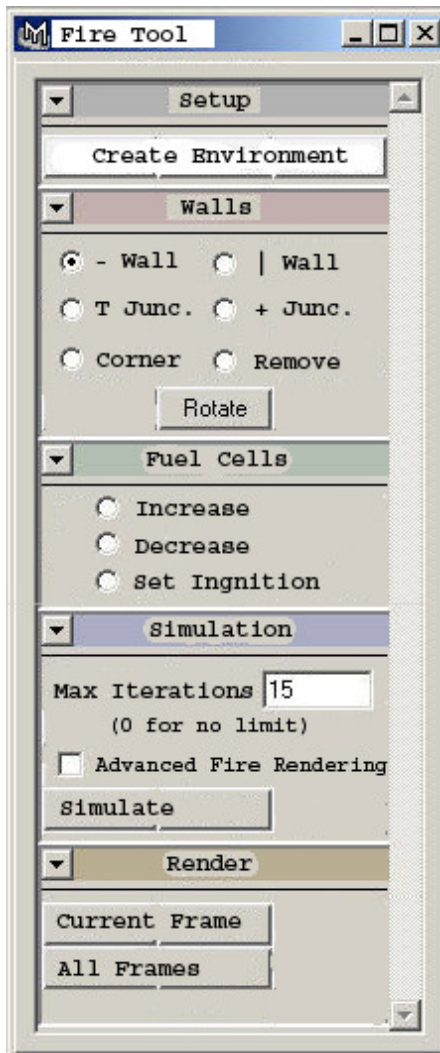 Fire Tool
Setup
Create Environment
Walls
- Wall | Wall
T Junc. + Junc.
Corner Remove
Rotate
Fuel Cells
Increase
Decrease
Set Ingnition
Simulation
Max Iterations 15
(0 for no limit)
Advanced Fire Rendering
Simulate
Render
Current Frame
All Frames